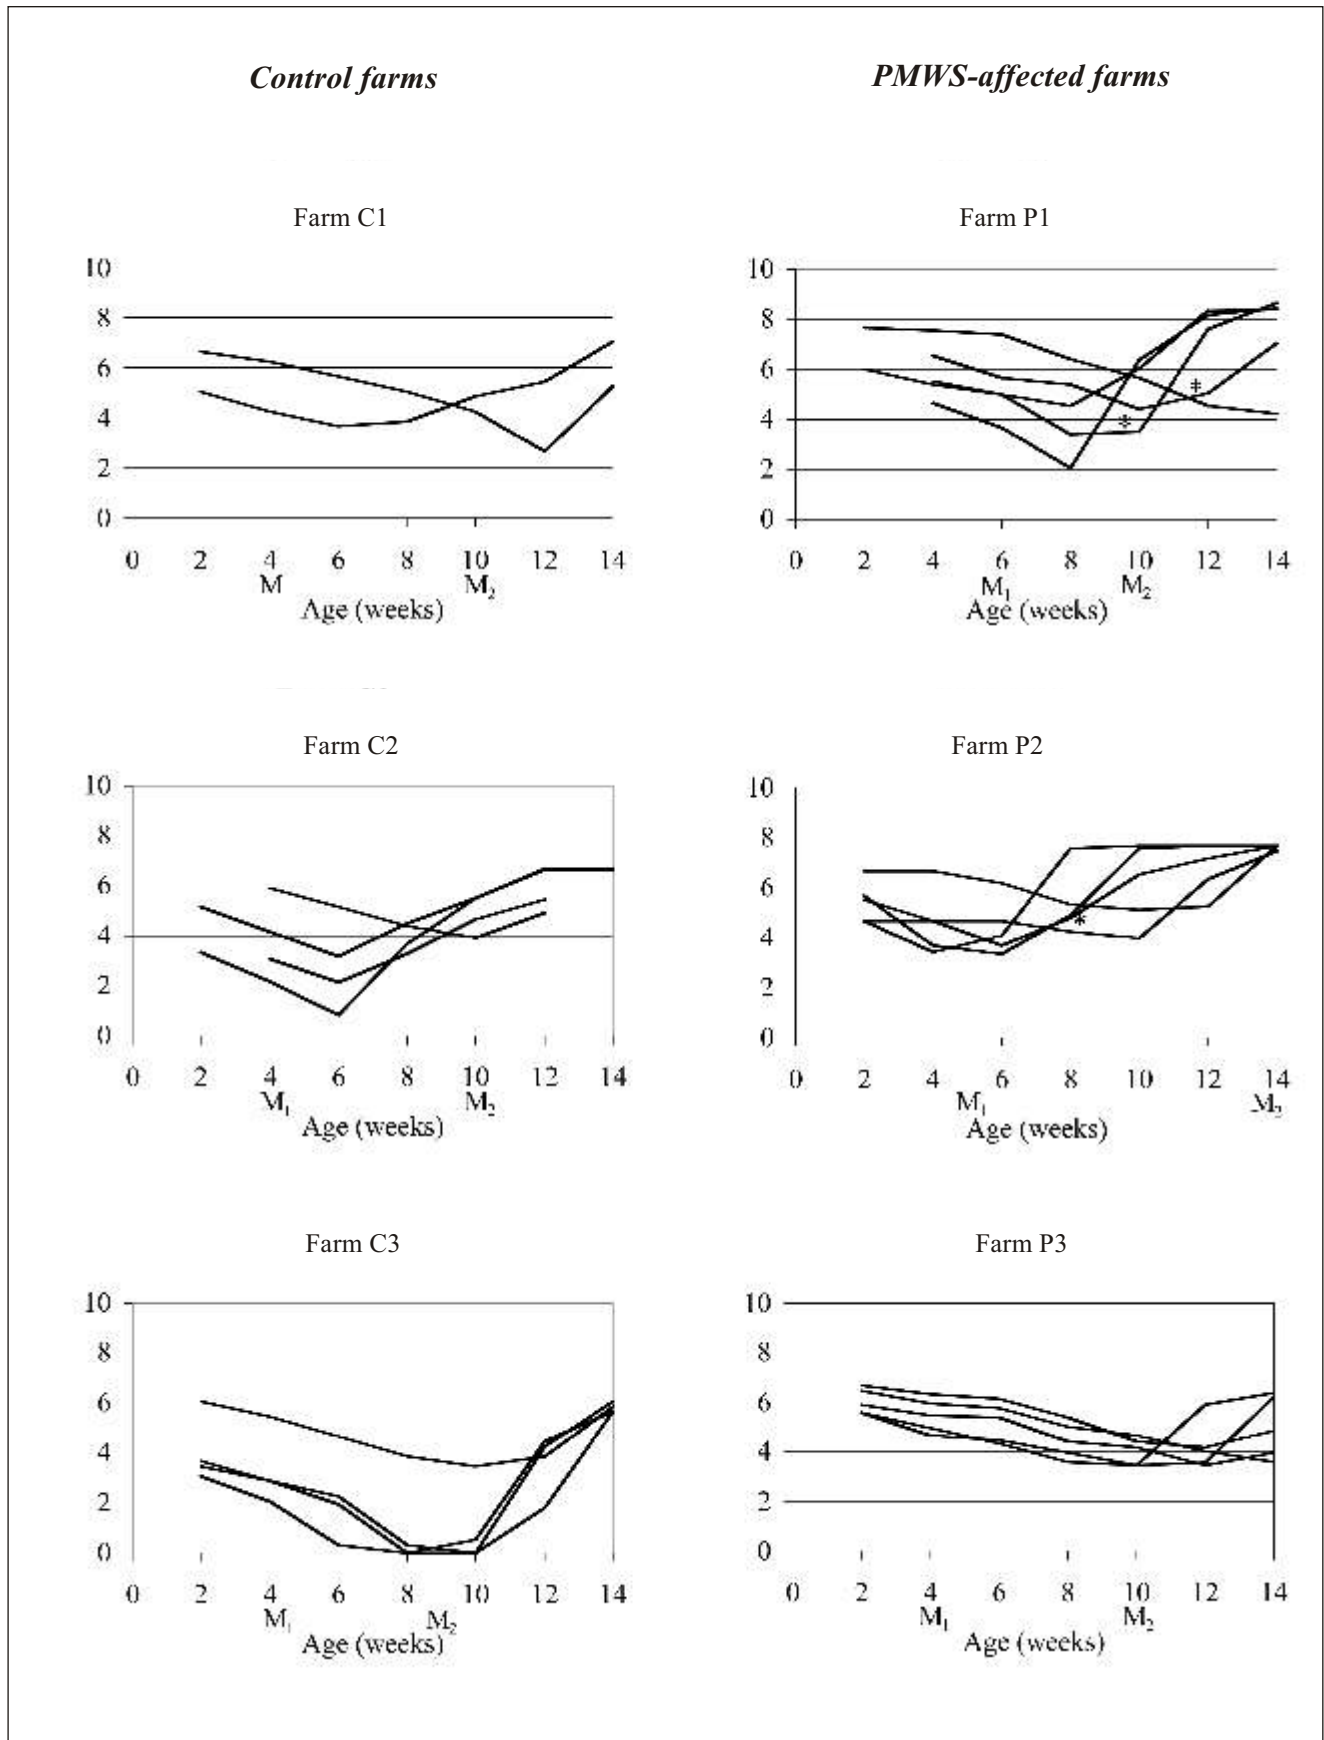 Control farms
PMWS-affected farms
Farm C1
10
8
6
4
2
0
0 2 4 6 8 10 12 14
M M₂
Age (weeks)
Farm P1
10
8
6
4
2
0
‡
‡
0 2 4 6 8 10 12 14
M₁ M₂
Age (weeks)
Farm C2
10
8
6
4
2
0
0 2 4 6 8 10 12 14
M₁ M₂
Age (weeks)
Farm P2
10
8
6
4
2
0
*
0 2 4 6 8 10 12 14
M₁ M₂
Age (weeks)
Farm C3
10
8
6
4
2
0
0 2 4 6 8 10 12 14
M₁ M₂
Age (weeks)
Farm P3
10
8
6
4
2
0
0 2 4 6 8 10 12 14
M₁ M₂
Age (weeks)